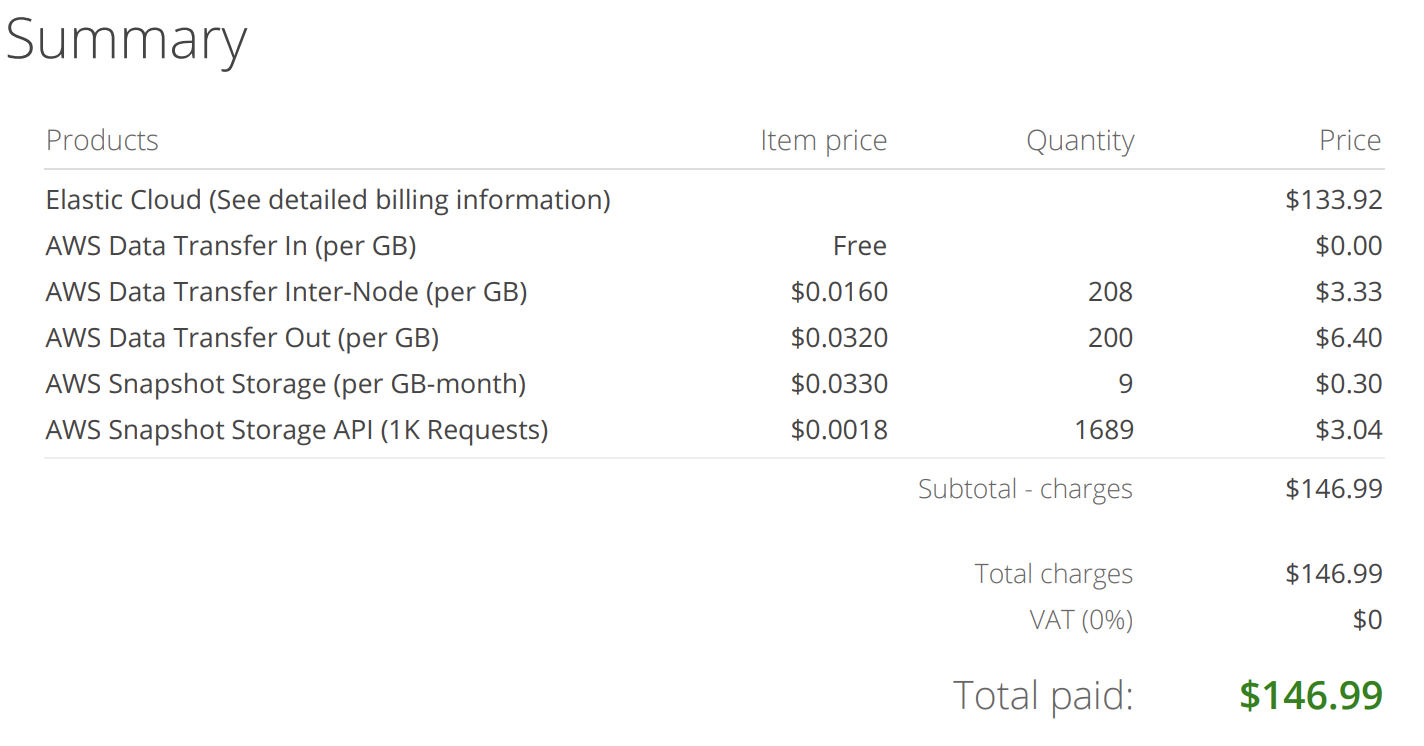 Summary
Products Item price Quantity Price
Elastic Cloud (See detailed billing information) $133.92
AWS Data Transfer In (per GB) Free $0.00
AWS Data Transfer Inter-Node (per GB) $0.0160 208 $3.33
AWS Data Transfer Out (per GB) $0.0320 200 $6.40
AWS Snapshot Storage (per GB-month) $0.0330 9 $0.30
AWS Snapshot Storage API (1K Requests) $0.0018 1689 $3.04
Subtotal - charges $146.99
Total charges $146.99
VAT (0%) $0
Total paid: $146.99